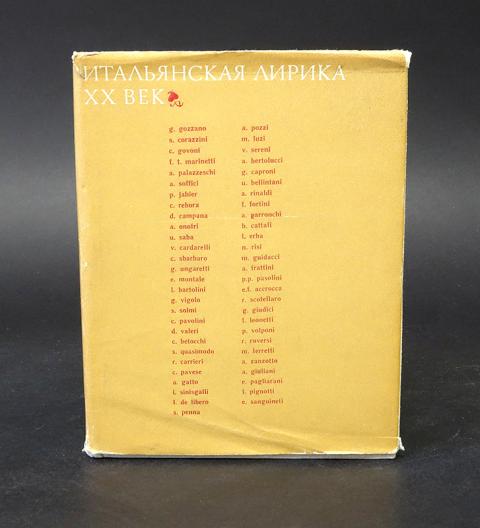 ИТАЛЬЯНСКАЯ ЛИРИКА
XX ВЕК
g. gozzano
s. corazzini
c. govoni
f. t. marinetti
a. palazzeschi
a. soffici
p. jahier
c. rebora
d. campana
a. onofri
u. saba
v. cardarelli
c. sbarbaro
g. ungaretti
e. montale
l. bartolini
g. vigolo
s. solmi
c. pavolini
d. valeri
c. betocchi
s. quasimodo
r. carrieri
c. pavese
a. gatto
l. sinisgalli
l. de libero
s. penna
a. pozzi
m. luzi
v. sereni
a. bertolucci
g. caproni
u. bellintani
a. rinaldi
f. fortini
a. parronchi
b. cattafi
l. erba
n. risi
m. guidacci
a. frattini
p.p. pasolini
e.f. accrocca
r. scotellaro
g. giudici
f. leonetti
p. volponi
r. roversi
m. ferretti
a. zanzotto
a. giuliani
e. pagliarani
l. pignotti
e. sanguineti